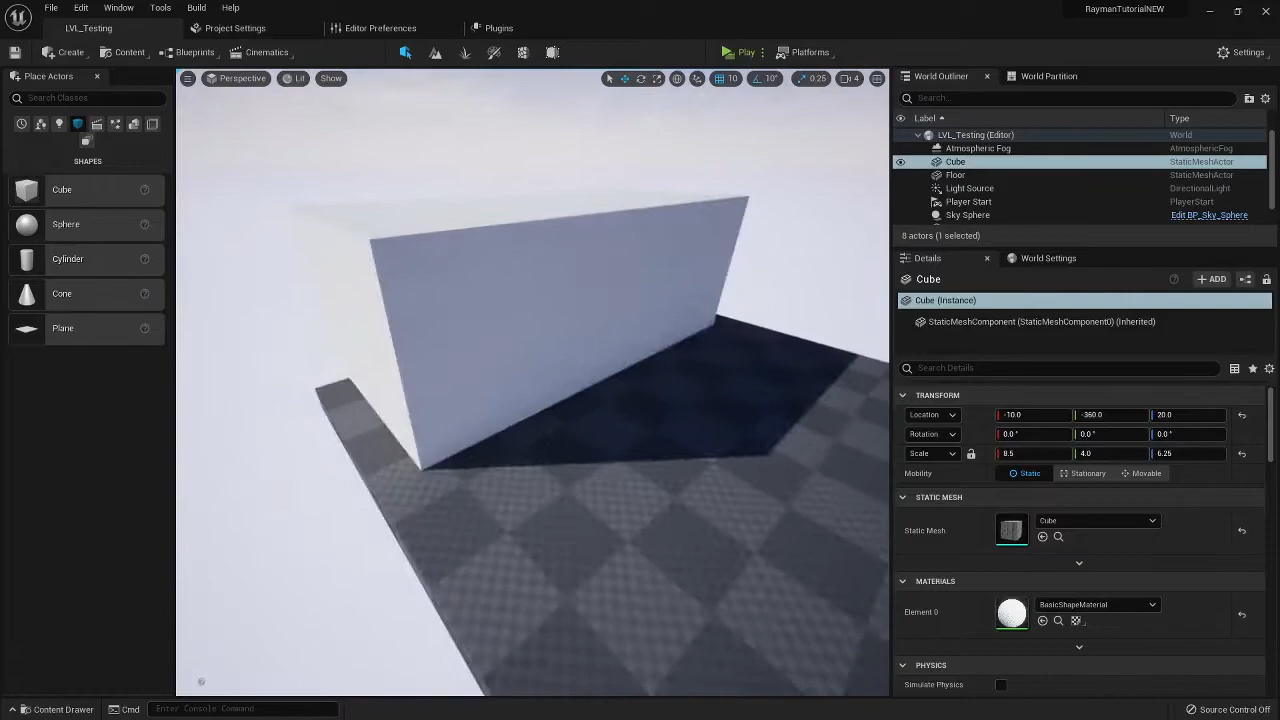 File Edit Window Tools Build Help RaymanTutorialNEW
LVL_Testing Project Settings Editor Preferences Plugins
Create Content Blueprints Cinematics Play Platforms Settings
Place Actors
Search Classes
SHAPES
Cube
Sphere
Cylinder
Cone
Plane
Perspective Lit Show 10 10° 0.25 4
World Outliner World Partition
Search...
Label Type
LVL_Testing (Editor) World
Atmospheric Fog AtmosphericFog
Cube StaticMeshActor
Floor StaticMeshActor
Light Source DirectionalLight
Player Start PlayerStart
Sky Sphere Edit BP_Sky_Sphere
8 actors (1 selected)
Details World Settings
Cube + ADD
Cube (Instance)
StaticMeshComponent (StaticMeshComponent0) (Inherited)
Search Details
TRANSFORM
Location -10.0 -360.0 20.0
Rotation 0.0 ° 0.0 ° 0.0 °
Scale 8.5 4.0 6.25
Mobility Static Stationary Movable
STATIC MESH
Static Mesh Cube
MATERIALS
Element 0 BasicShapeMaterial
PHYSICS
Simulate Physics
Content Drawer Cmd Enter Console Command Source Control Off